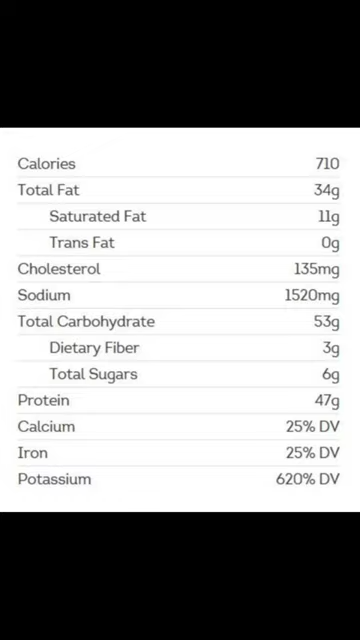 Calories 710
Total Fat 34g
Saturated Fat 11g
Trans Fat 0g
Cholesterol 135mg
Sodium 1520mg
Total Carbohydrate 53g
Dietary Fiber 3g
Total Sugars 6g
Protein 47g
Calcium 25% DV
Iron 25% DV
Potassium 620% DV